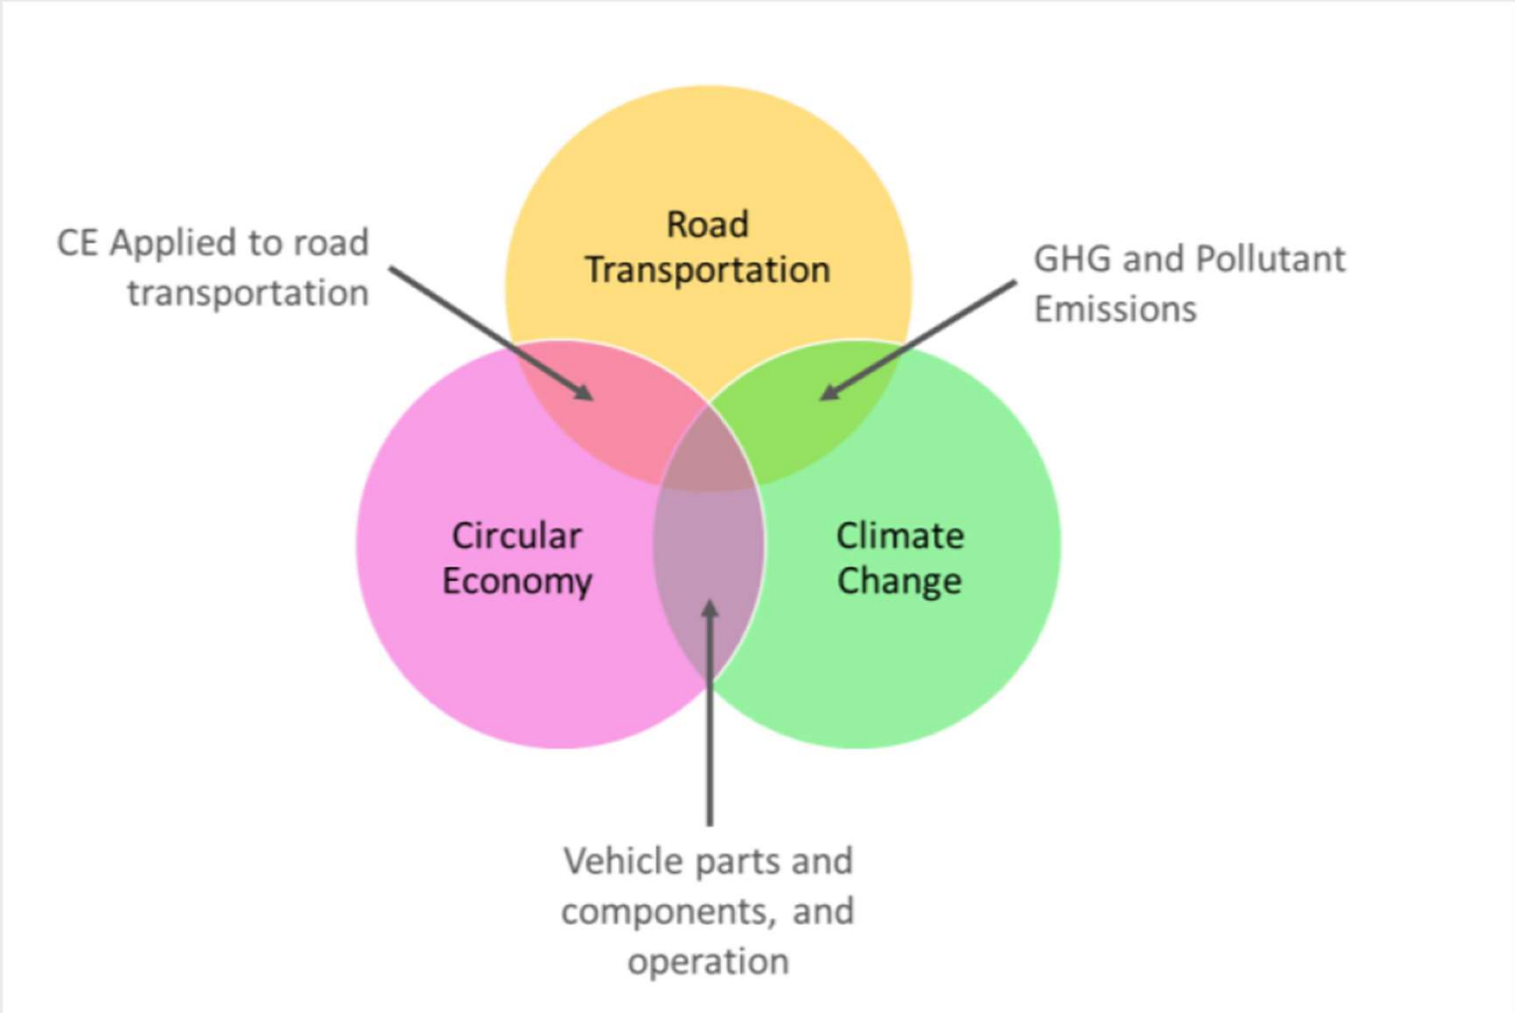 Road
Transportation
CE Applied to road
transportation
GHG and Pollutant
Emissions
Circular
Economy
Climate
Change
Vehicle parts and
components, and
operation